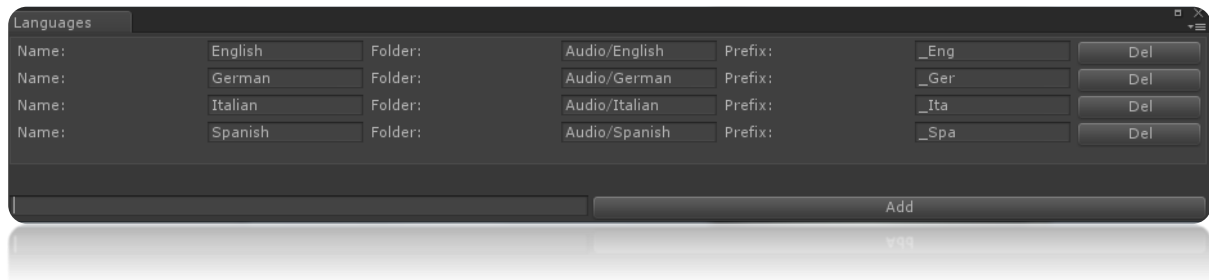 Languages
Name: English Folder: Audio/English Prefix: _Eng Del
Name: German Folder: Audio/German Prefix: _Ger Del
Name: Italian Folder: Audio/Italian Prefix: _Ita Del
Name: Spanish Folder: Audio/Spanish Prefix: _Spa Del
Add